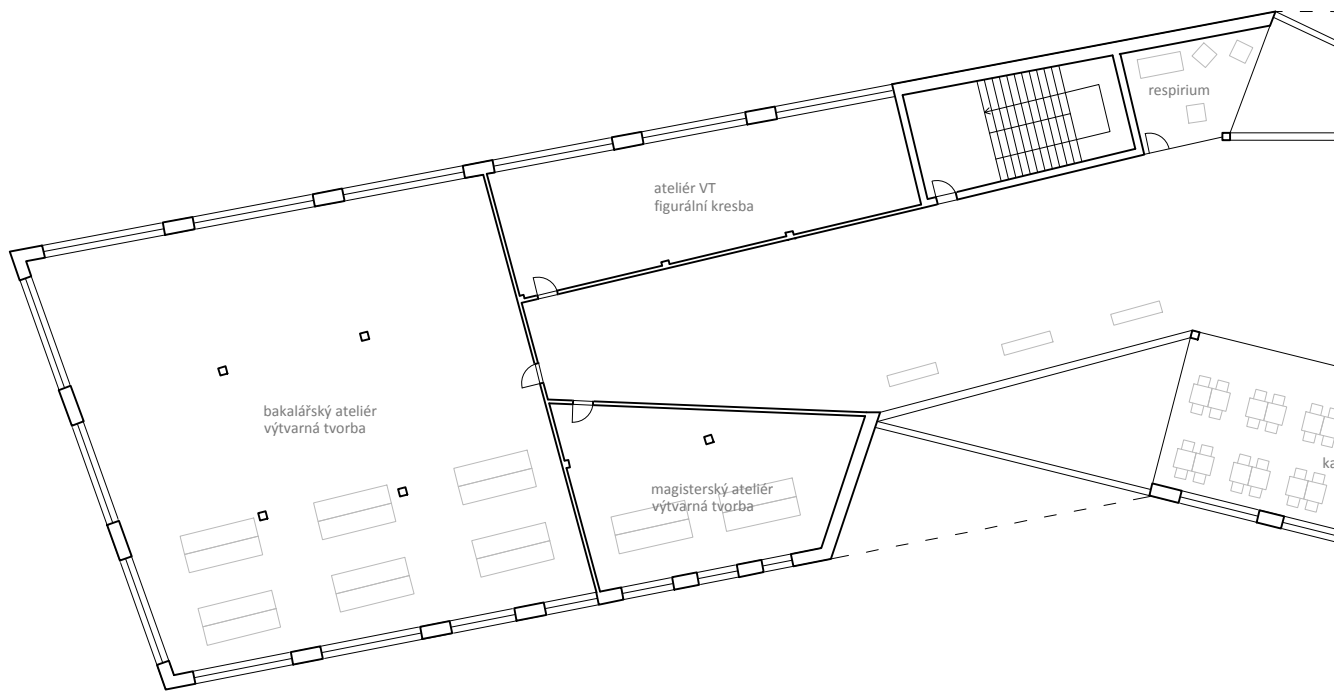 respirium
ateliér VT
figurální kresba
bakalářský ateliér
výtvarná tvorba
magisterský ateliér
výtvarná tvorba